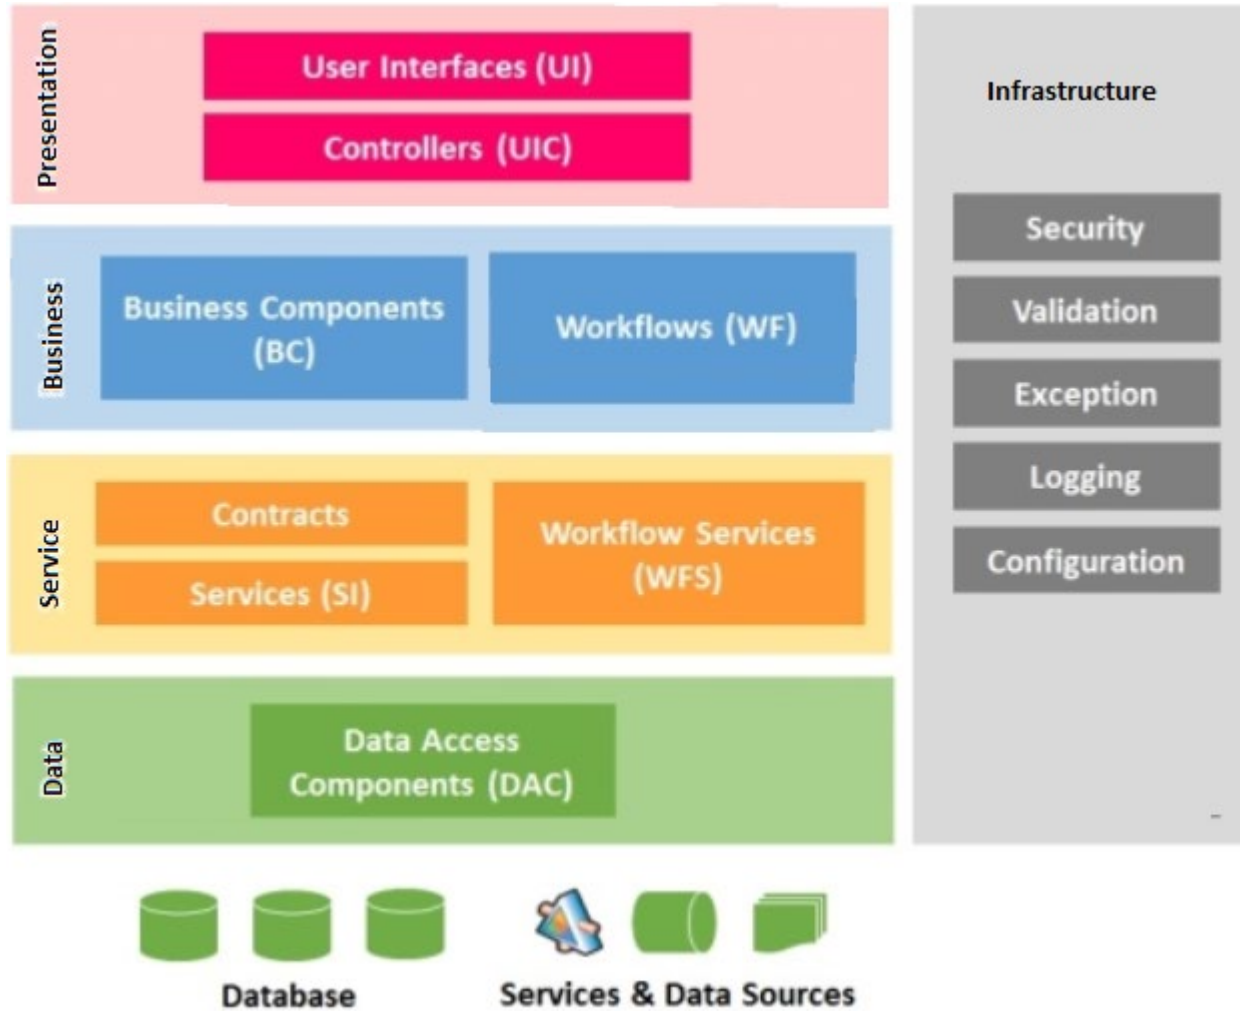 Presentation
User Interfaces (UI)
Controllers (UIC)
Business
Business Components
(BC)
Workflows (WF)
Service
Contracts
Services (SI)
Workflow Services
(WFS)
Data
Data Access
Components (DAC)
Database
Services & Data Sources
Infrastructure
Security
Validation
Exception
Logging
Configuration